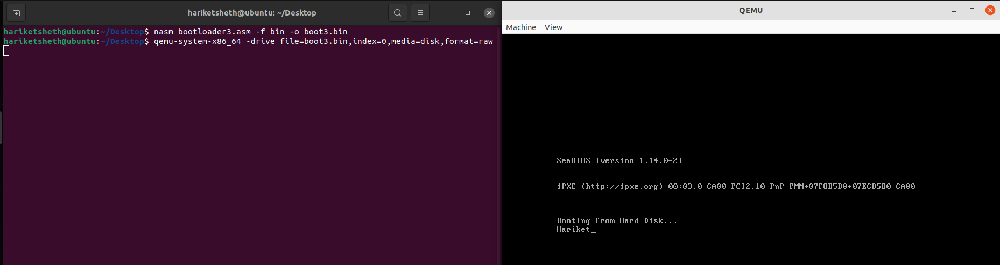 hariketsheth@ubuntu: ~/Desktop
hariketsheth@ubuntu:~/Desktop$ nasm bootloader3.asm -f bin -o boot3.bin
hariketsheth@ubuntu:~/Desktop$ qemu-system-x86_64 -drive file=boot3.bin,index=0,media=disk,format=raw
QEMU
Machine View
SeaBIOS (version 1.14.0-2)
iPXE (http://ipxe.org) 00:03.0 CA00 PCI2.10 PnP PMM+07F8B5B0+07ECB5B0 CA00
Booting from Hard Disk...
Hariket_